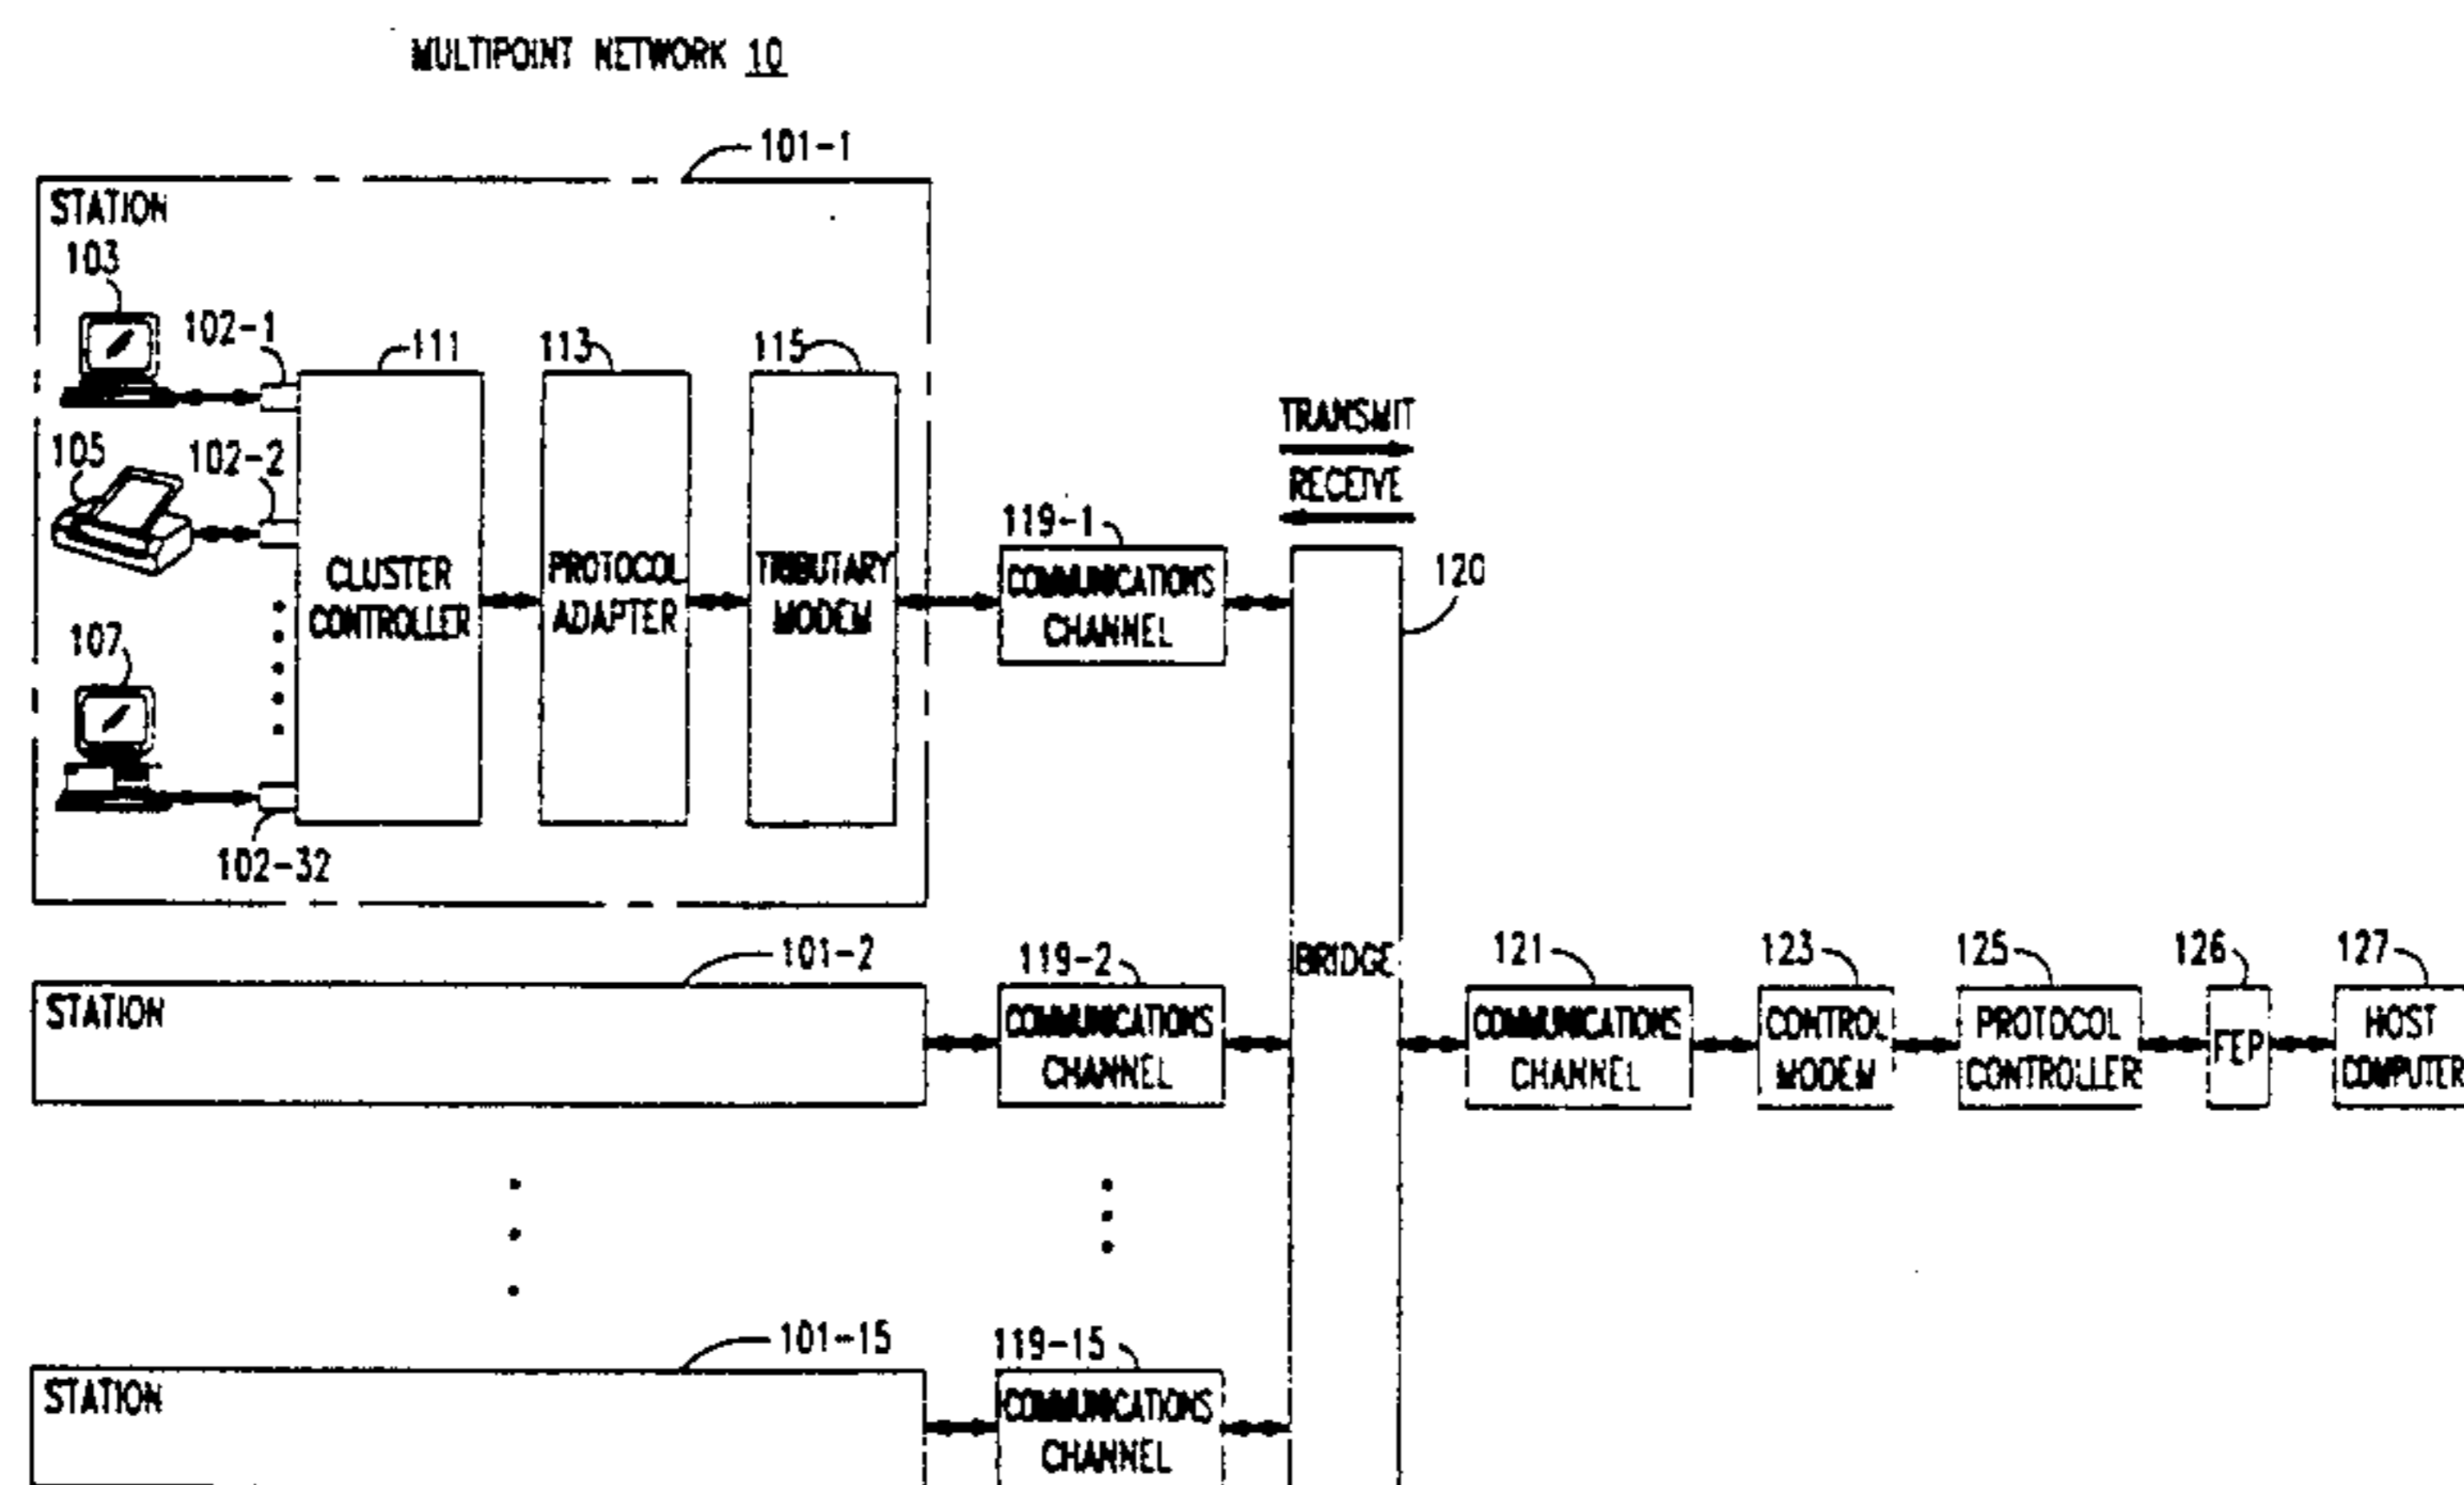 MULTIPOINT NETWORK 10
101-1
STATION
103
102-1
111
113
115
105
102-2
TRANSMIT
RECEIVE
119-1
120
CLUSTER
CONTROLLER
PROTOCOL
ADAPTER
TRIBUTARY
MODEM
COMMUNICATIONS
CHANNEL
107
102-32
101-2
119-2
BRIDGE
121
123
125
126
127
STATION
COMMUNICATIONS
CHANNEL
COMMUNICATIONS
CHANNEL
CONTROL
MODEM
PROTOCOL
CONTROLLER
FEP
HOST
COMPUTER
101-15
119-15
STATION
COMMUNICATIONS
CHANNEL